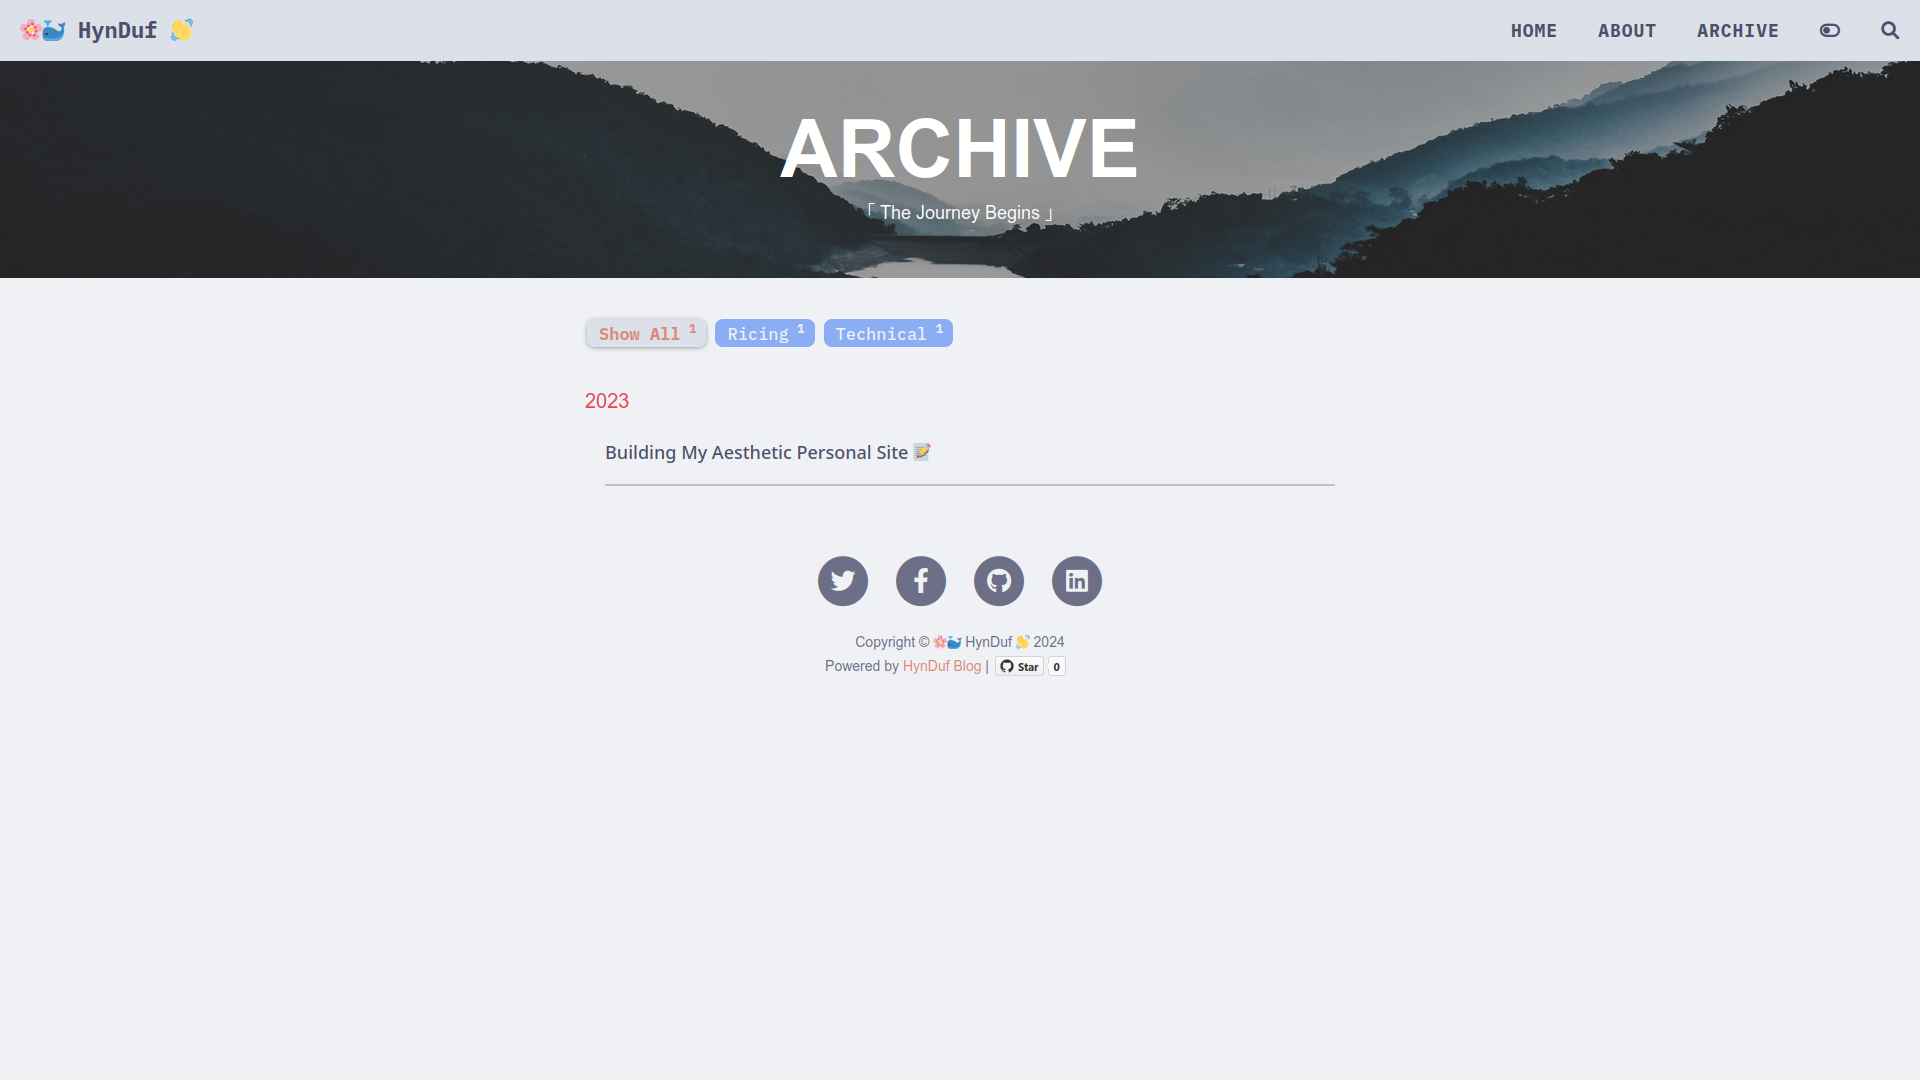 🌸🐳 HynDuf 👋
HOME ABOUT ARCHIVE
ARCHIVE
「 The Journey Begins 」
Show All 1 Ricing 1 Technical 1
2023
Building My Aesthetic Personal Site 📝
Copyright © 🌸🐳 HynDuf 👋 2024
Powered by HynDuf Blog | Star 0